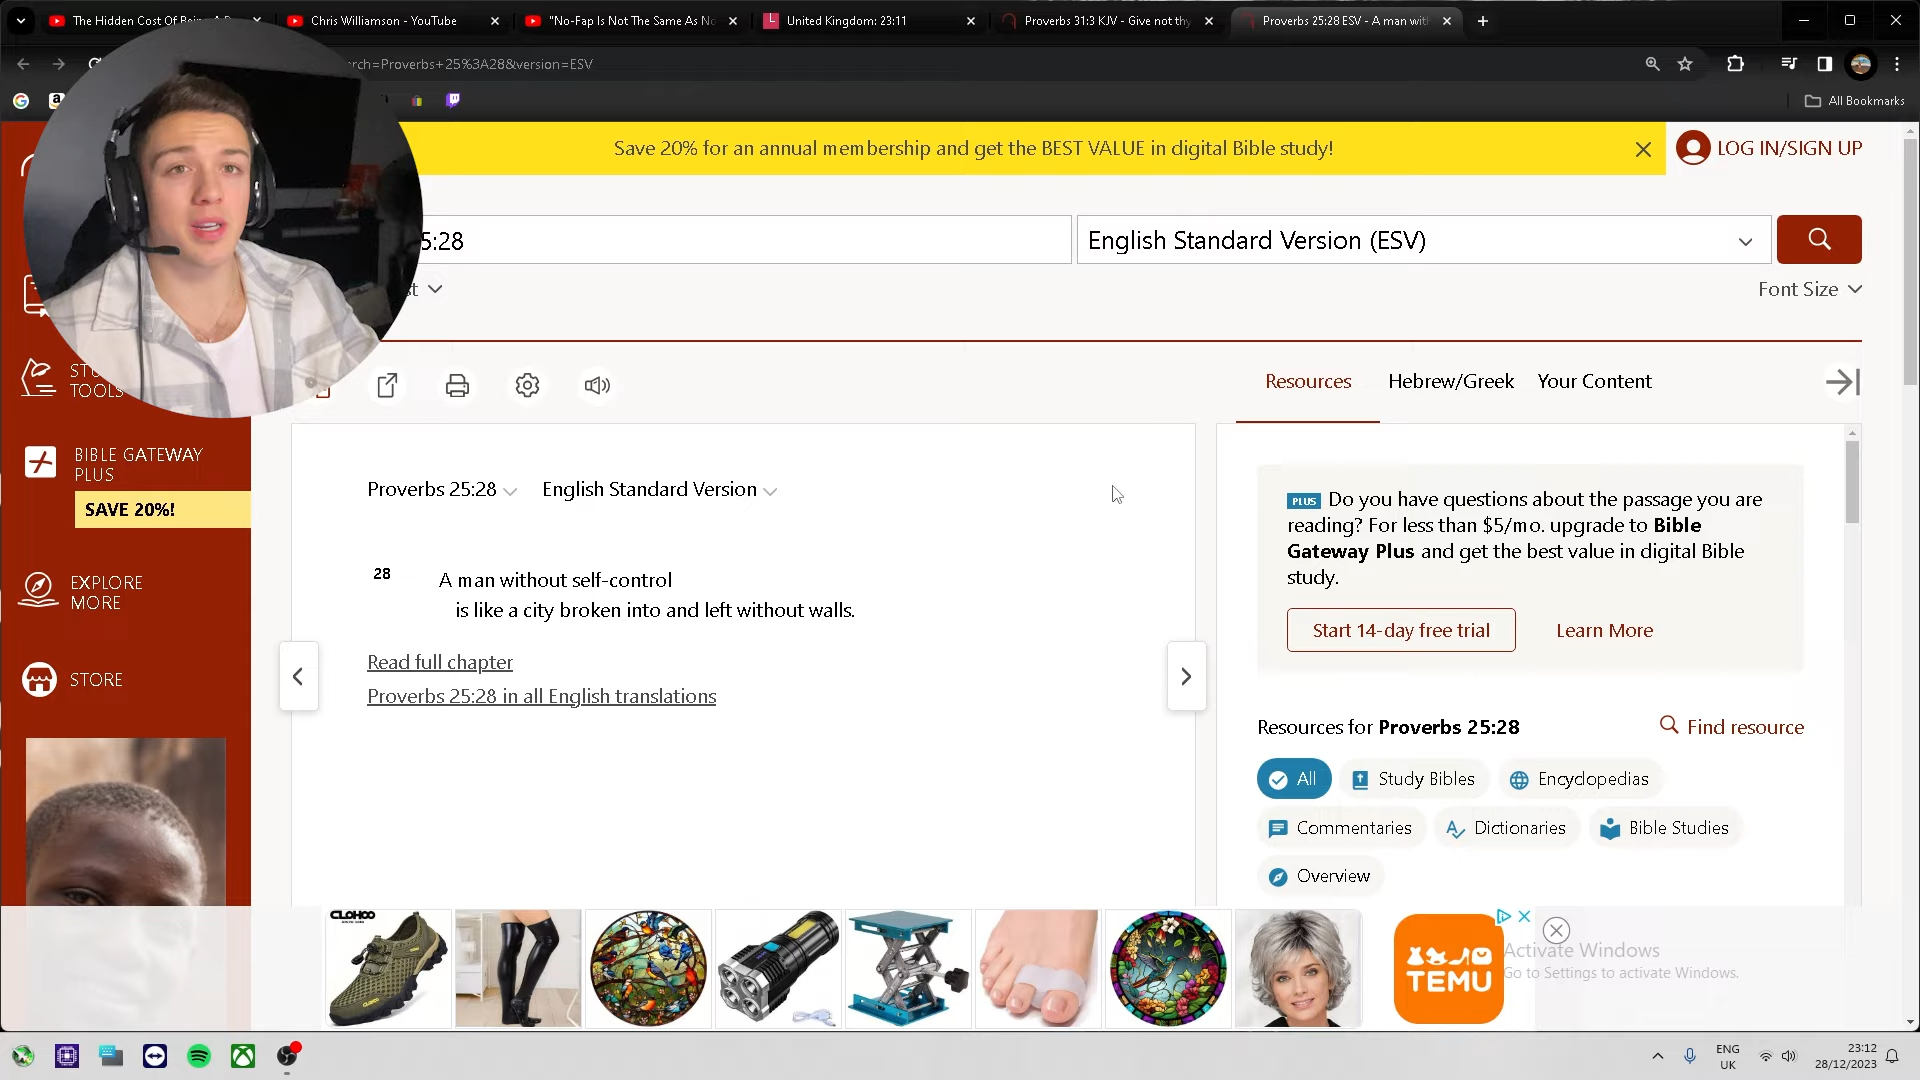 The Hidden Cost Of Being A P
Chris Williamson - YouTube
"No-Fap Is Not The Same As No
United Kingdom: 23:11
Proverbs 31:3 KJV - Give not thy
Proverbs 25:28 ESV - A man with
rch=Proverbs+25%3A28&version=ESV
All Bookmarks
Save 20% for an annual membership and get the BEST VALUE in digital Bible study!
LOG IN/SIGN UP
5:28
English Standard Version (ESV)
Font Size
TOOLS
Resources
Hebrew/Greek
Your Content
BIBLE GATEWAY
PLUS
SAVE 20%!
EXPLORE
MORE
STORE
Proverbs 25:28
English Standard Version
28 A man without self-control
is like a city broken into and left without walls.
Read full chapter
Proverbs 25:28 in all English translations
PLUS Do you have questions about the passage you are
reading? For less than $5/mo. upgrade to Bible
Gateway Plus and get the best value in digital Bible
study.
Start 14-day free trial
Learn More
Resources for Proverbs 25:28
Find resource
All
Study Bibles
Encyclopedias
Commentaries
Dictionaries
Bible Studies
Overview
CLOHOO
TEMU
Activate Windows
Go to Settings to activate Windows.
ENG
UK
23:12
28/12/2023